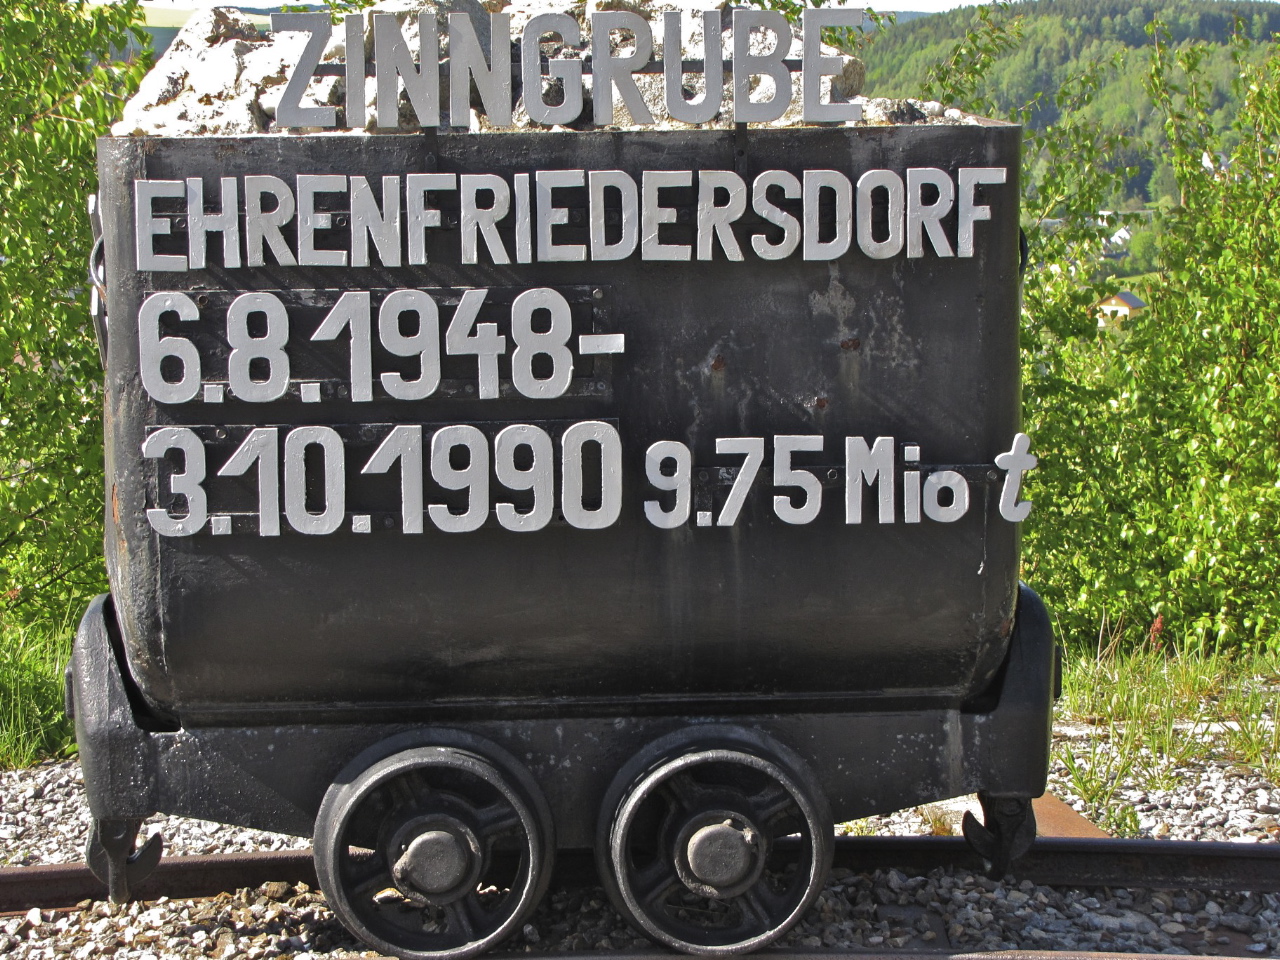 ZINNGRUBE
EHRENFRIEDERSDORF
6.8.1948-
3.10.1990 9.75 Mio t